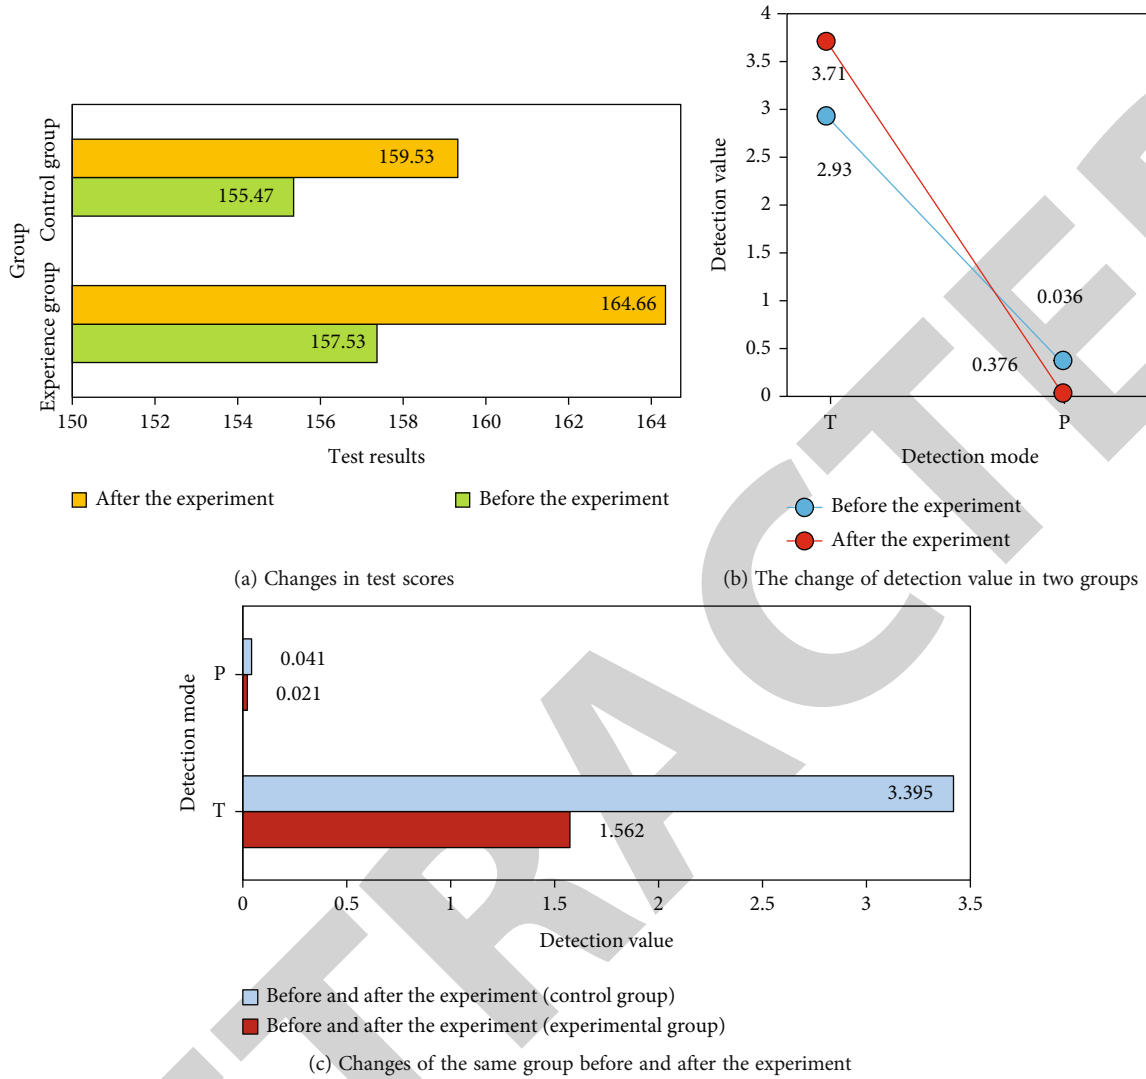 Group
Control group
Experience group
159.53
155.47
164.66
157.53
150 152 154 156 158 160 162 164
Test results
After the experiment
Before the experiment
(a) Changes in test scores
Detection value
4
3.5
3
2.5
2
1.5
1
0.5
0
3.71
2.93
0.036
0.376
T P
Detection mode
Before the experiment
After the experiment
(b) The change of detection value in two groups
Detection mode
P
T
0.041
0.021
3.395
1.562
0 0.5 1 1.5 2 2.5 3 3.5
Detection value
Before and after the experiment (control group)
Before and after the experiment (experimental group)
(c) Changes of the same group before and after the experiment